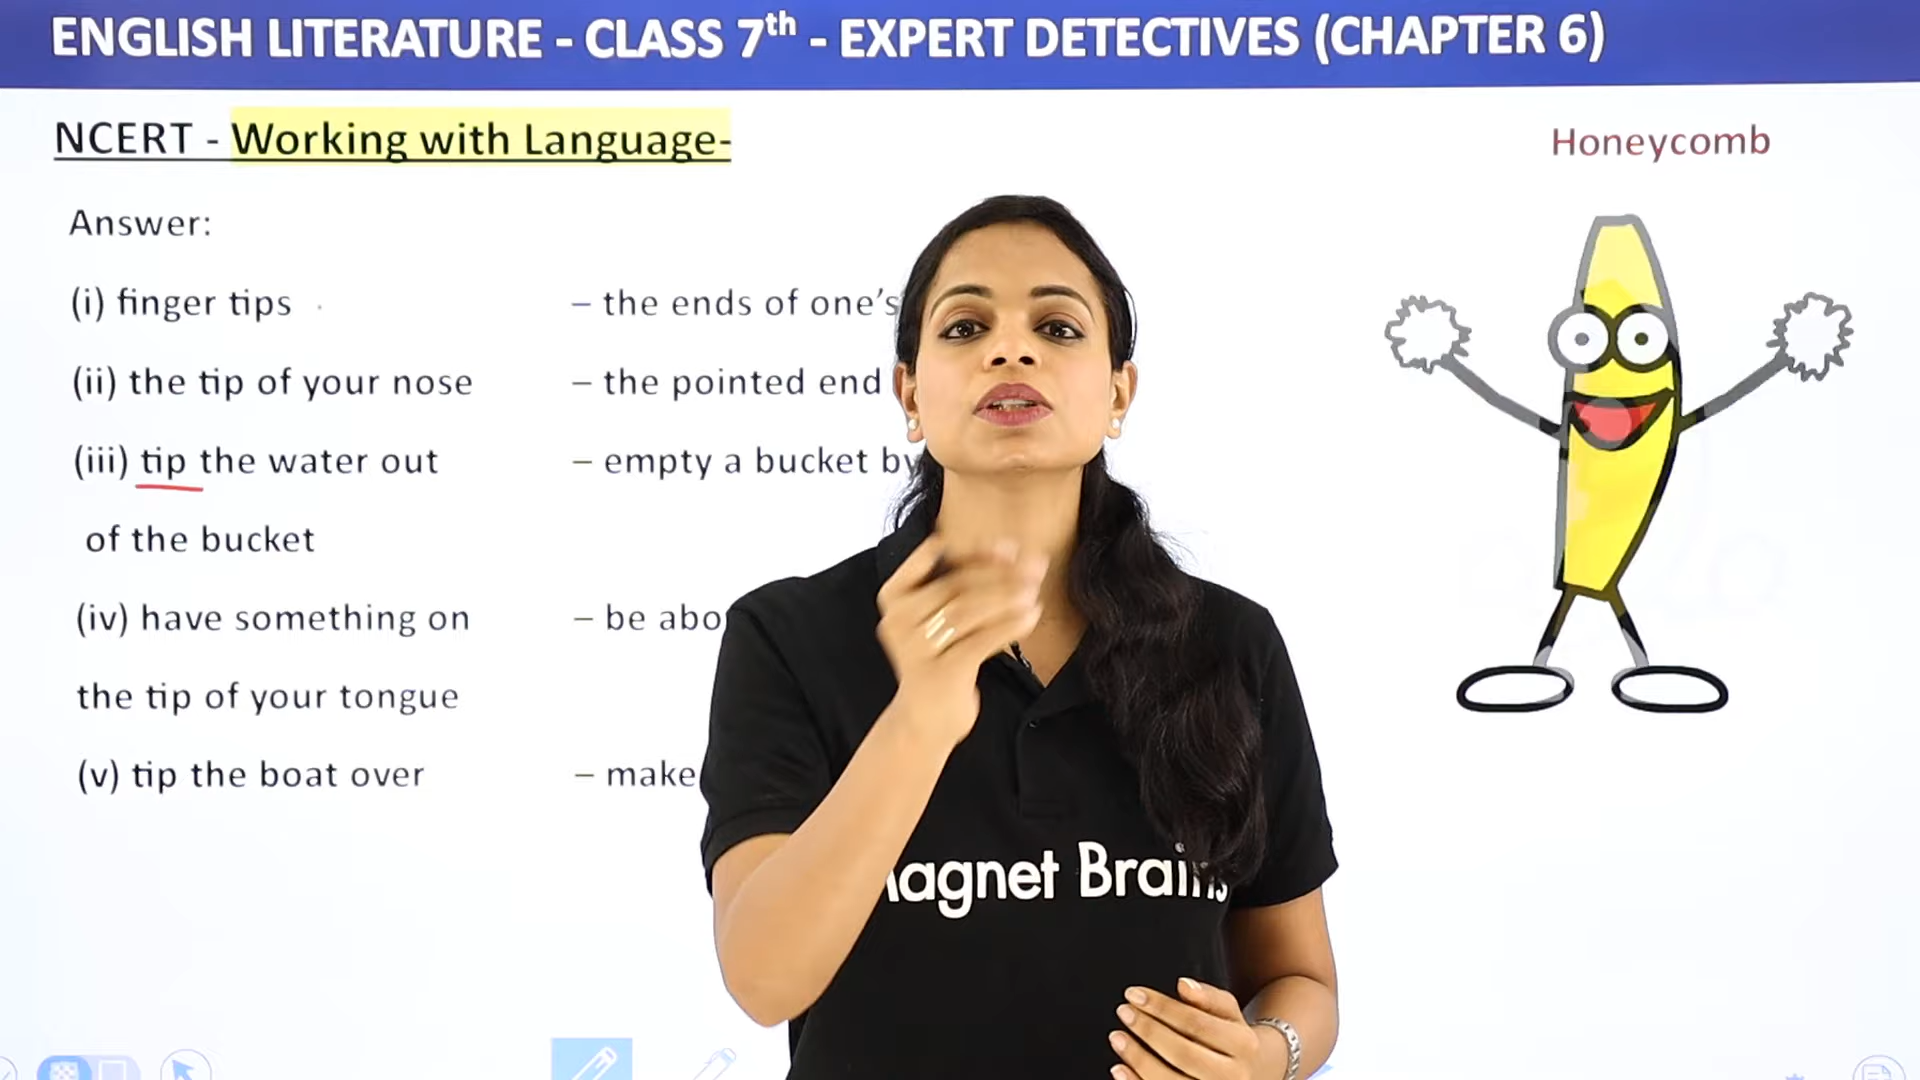 ENGLISH LITERATURE - CLASS 7th - EXPERT DETECTIVES (CHAPTER 6)
NCERT - Working with Language-
Honeycomb
Answer:
(i) finger tips – the ends of one's
(ii) the tip of your nose – the pointed end
(iii) tip the water out – empty a bucket by
of the bucket
(iv) have something on – be abo
the tip of your tongue
(v) tip the boat over – make
agnet Brains